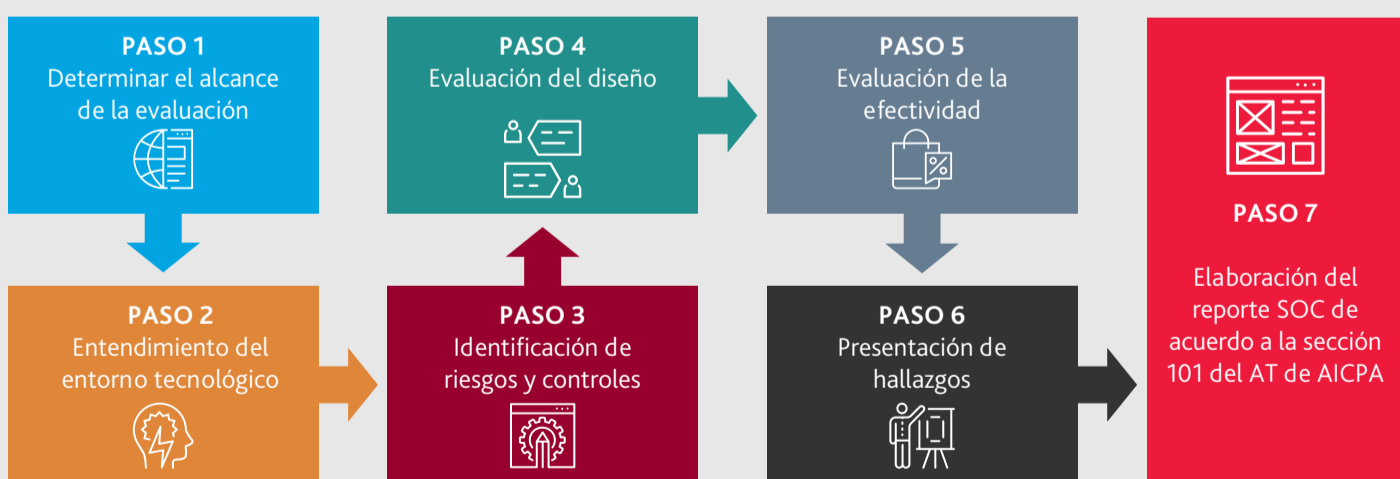 PASO 1
Determinar el alcance
de la evaluación
PASO 2
Entendimiento del
entorno tecnológico
PASO 3
Identificación de
riesgos y controles
PASO 4
Evaluación del diseño
PASO 5
Evaluación de la
efectividad
%
PASO 6
Presentación de
hallazgos
PASO 7
Elaboración del
reporte SOC de
acuerdo a la sección
101 del AT de AICPA